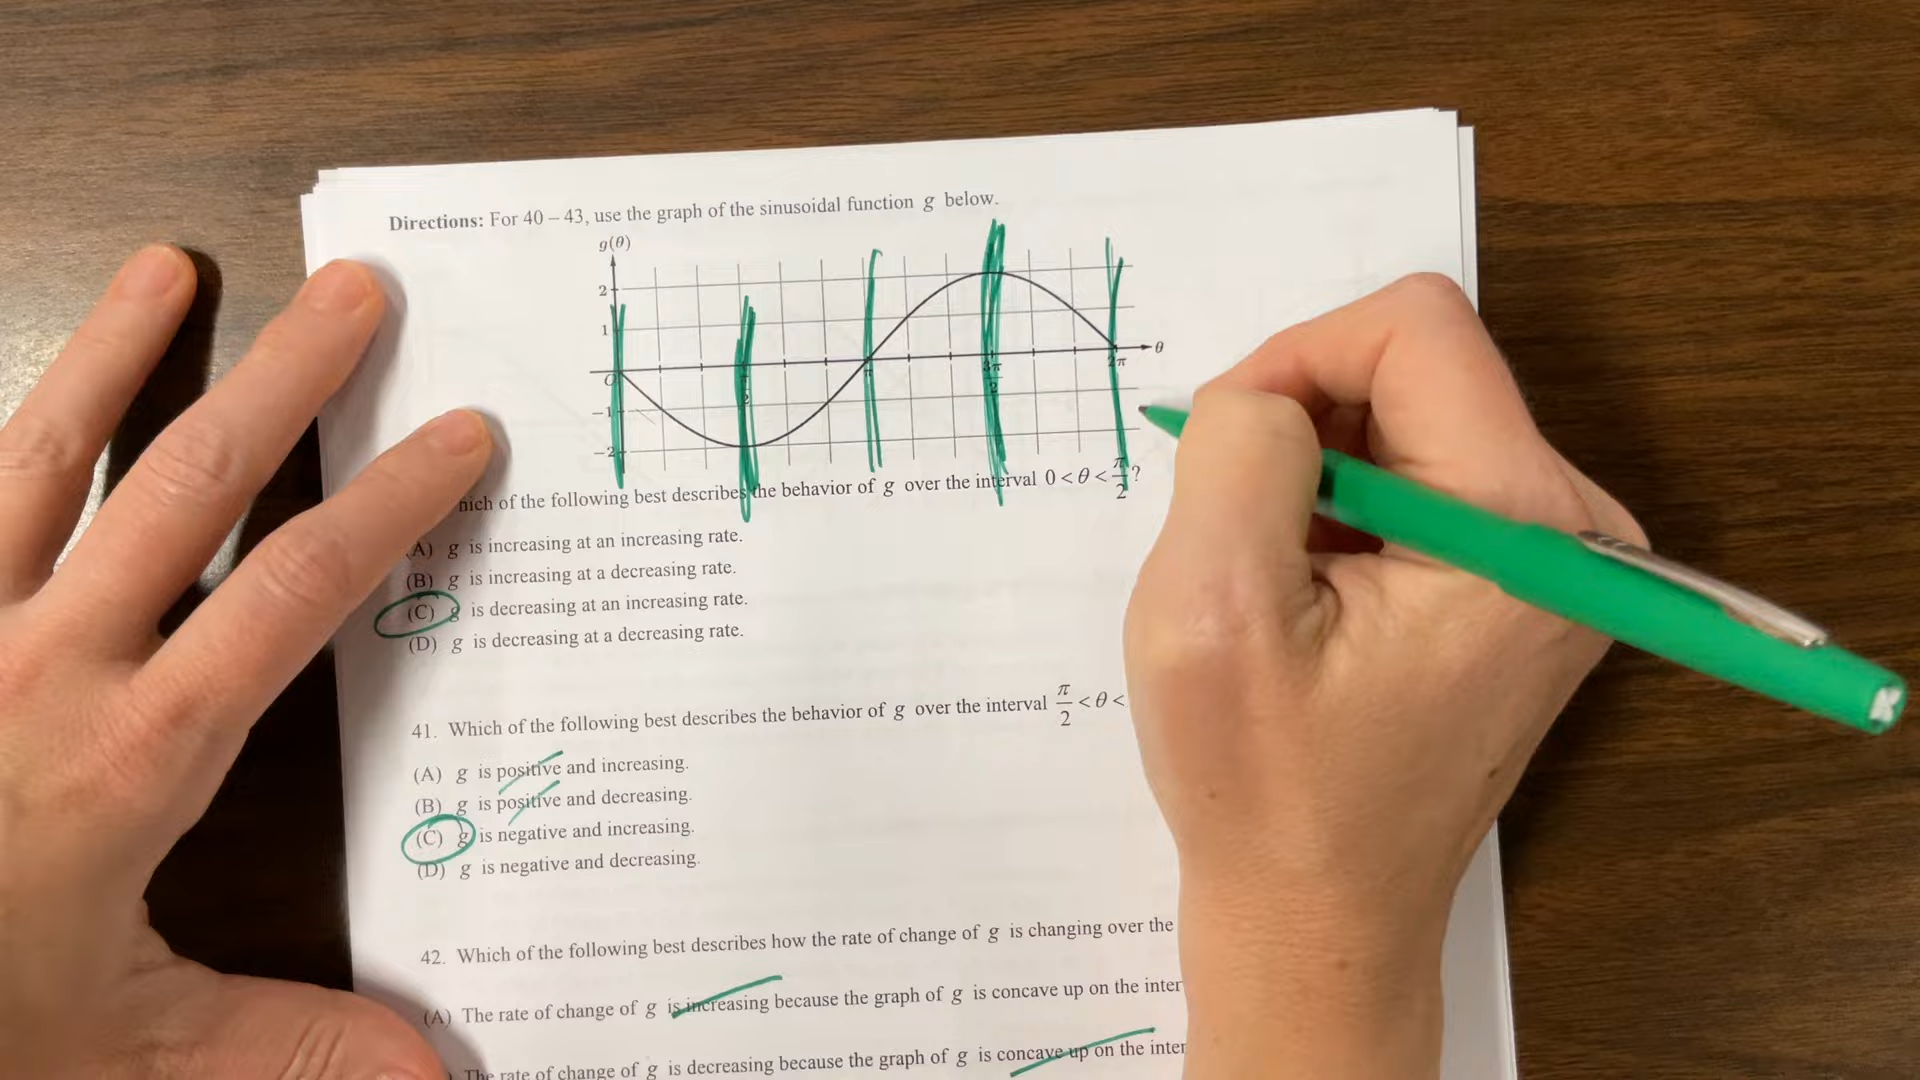 Directions: For 40 – 43, use the graph of the sinusoidal function g below.
g(θ)
2
1
O
−1
−2
π/2
π
3π/2
2π
θ
hich of the following best describes the behavior of g over the interval 0 < θ < π/2 ?
(A) g is increasing at an increasing rate.
(B) g is increasing at a decreasing rate.
(C) g is decreasing at an increasing rate.
(D) g is decreasing at a decreasing rate.
41. Which of the following best describes the behavior of g over the interval π/2 < θ <
(A) g is positive and increasing.
(B) g is positive and decreasing.
(C) g is negative and increasing.
(D) g is negative and decreasing.
42. Which of the following best describes how the rate of change of g is changing over the
(A) The rate of change of g is increasing because the graph of g is concave up on the inter
The rate of change of g is decreasing because the graph of g is concave up on the inter